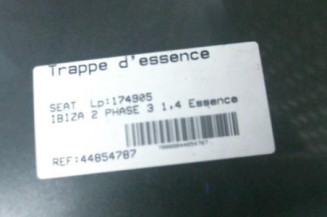 Trappe d'essence
SEAT Lp:174905
IBIZA 2 PHASE 3 1,4 Essence
REF:44854787